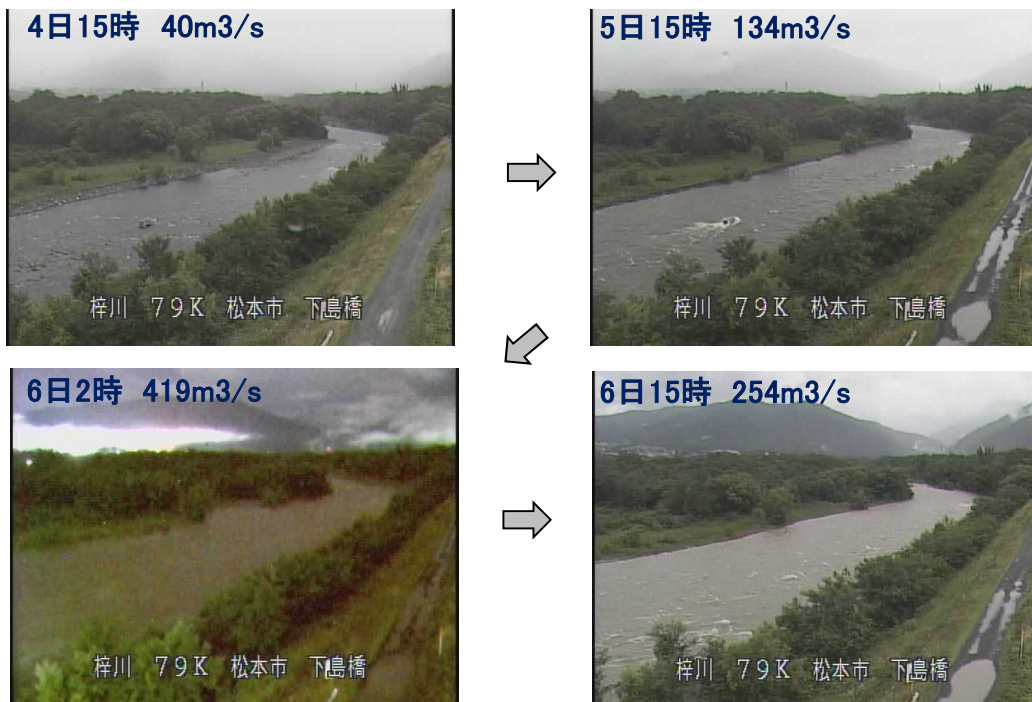 4日15時 40m3/s
5日15時 134m3/s
梓川 79K 松本市 下島橋
梓川 79K 松本市 下島橋
6日2時 419m3/s
6日15時 254m3/s
梓川 79K 松本市 下島橋
梓川 79K 松本市 下島橋